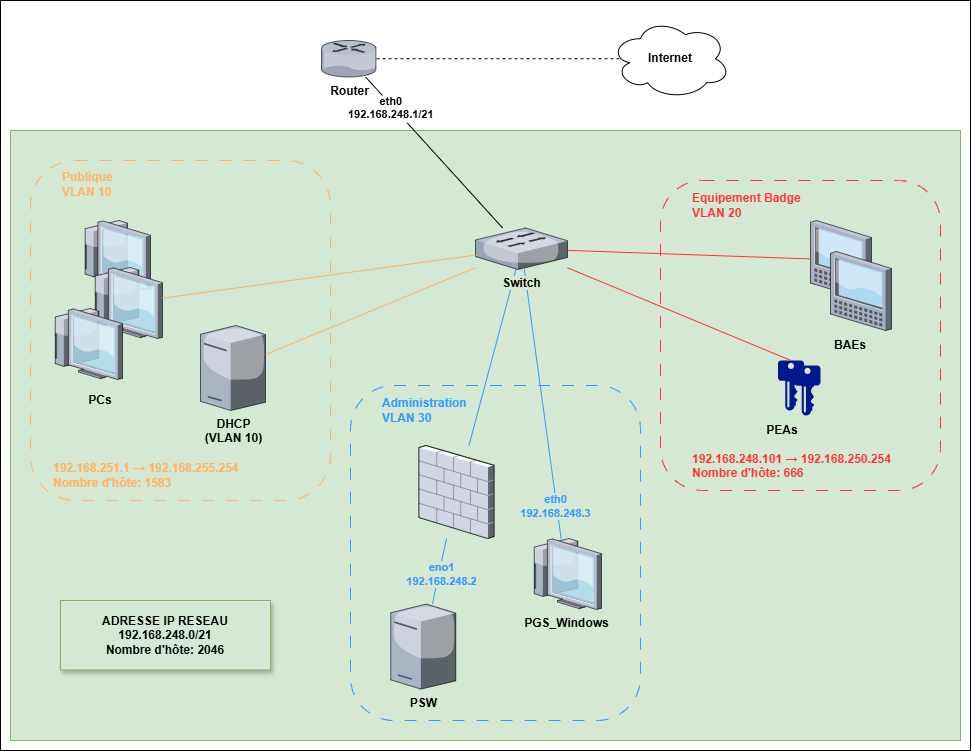 Internet
Router
eth0
192.168.248.1/21
Publique
VLAN 10
Equipement Badge
VLAN 20
Switch
BAEs
PCs
DHCP
(VLAN 10)
Administration
VLAN 30
PEAs
192.168.251.1 → 192.168.255.254
Nombre d'hôte: 1583
192.168.248.101 → 192.168.250.254
Nombre d'hôte: 666
eth0
192.168.248.3
eno1
192.168.248.2
PGS_Windows
ADRESSE IP RESEAU
192.168.248.0/21
Nombre d'hôte: 2046
PSW